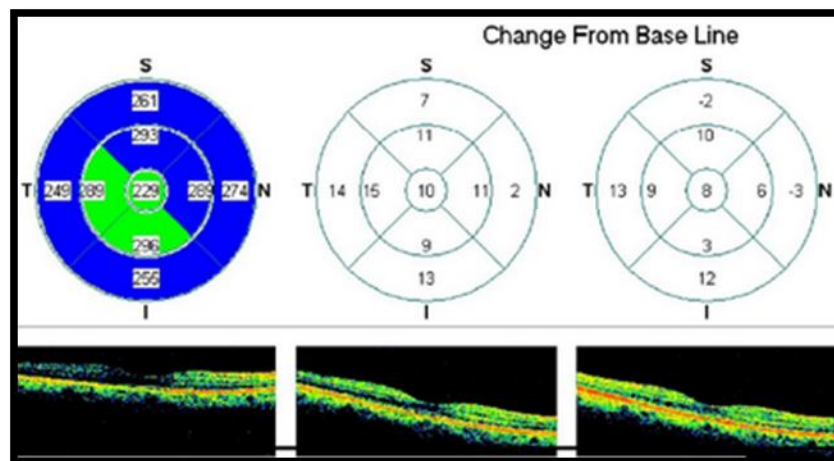 Change From Base Line
S
S
S
261
7
-2
293
11
10
T 249 289 229 289 274 N
T 14 15 10 11 2 N
T 13 9 8 6 -3 N
296
9
3
255
13
12
I
I
I